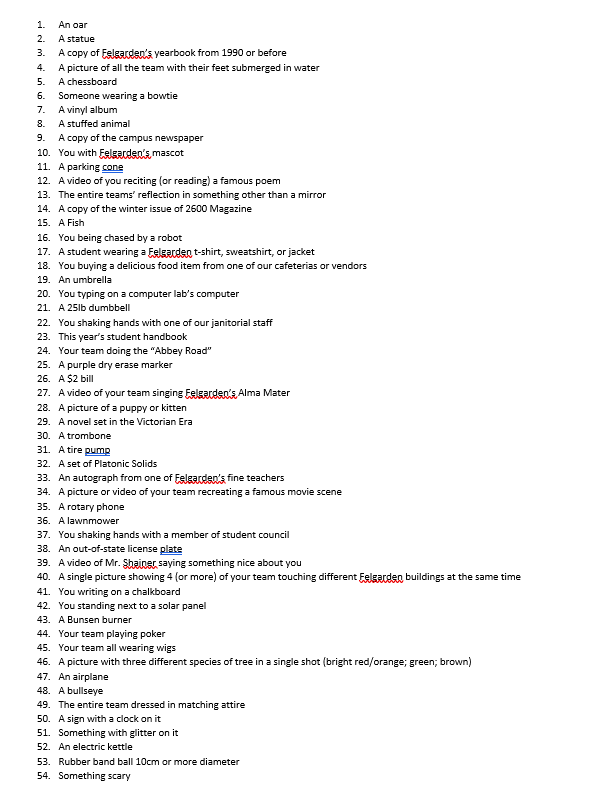 1. An oar
2. A statue
3. A copy of Felgarden's yearbook from 1990 or before
4. A picture of all the team with their feet submerged in water
5. A chessboard
6. Someone wearing a bowtie
7. A vinyl album
8. A stuffed animal
9. A copy of the campus newspaper
10. You with Felgarden's mascot
11. A parking cone
12. A video of you reciting (or reading) a famous poem
13. The entire teams' reflection in something other than a mirror
14. A copy of the winter issue of 2600 Magazine
15. A Fish
16. You being chased by a robot
17. A student wearing a Felgarden t-shirt, sweatshirt, or jacket
18. You buying a delicious food item from one of our cafeterias or vendors
19. An umbrella
20. You typing on a computer lab's computer
21. A 25lb dumbbell
22. You shaking hands with one of our janitorial staff
23. This year's student handbook
24. Your team doing the “Abbey Road”
25. A purple dry erase marker
26. A $2 bill
27. A video of your team singing Felgarden's Alma Mater
28. A picture of a puppy or kitten
29. A novel set in the Victorian Era
30. A trombone
31. A tire pump
32. A set of Platonic Solids
33. An autograph from one of Felgarden's fine teachers
34. A picture or video of your team recreating a famous movie scene
35. A rotary phone
36. A lawnmower
37. You shaking hands with a member of student council
38. An out-of-state license plate
39. A video of Mr. Shainer saying something nice about you
40. A single picture showing 4 (or more) of your team touching different Felgarden buildings at the same time
41. You writing on a chalkboard
42. You standing next to a solar panel
43. A Bunsen burner
44. Your team playing poker
45. Your team all wearing wigs
46. A picture with three different species of tree in a single shot (bright red/orange; green; brown)
47. An airplane
48. A bullseye
49. The entire team dressed in matching attire
50. A sign with a clock on it
51. Something with glitter on it
52. An electric kettle
53. Rubber band ball 10cm or more diameter
54. Something scary